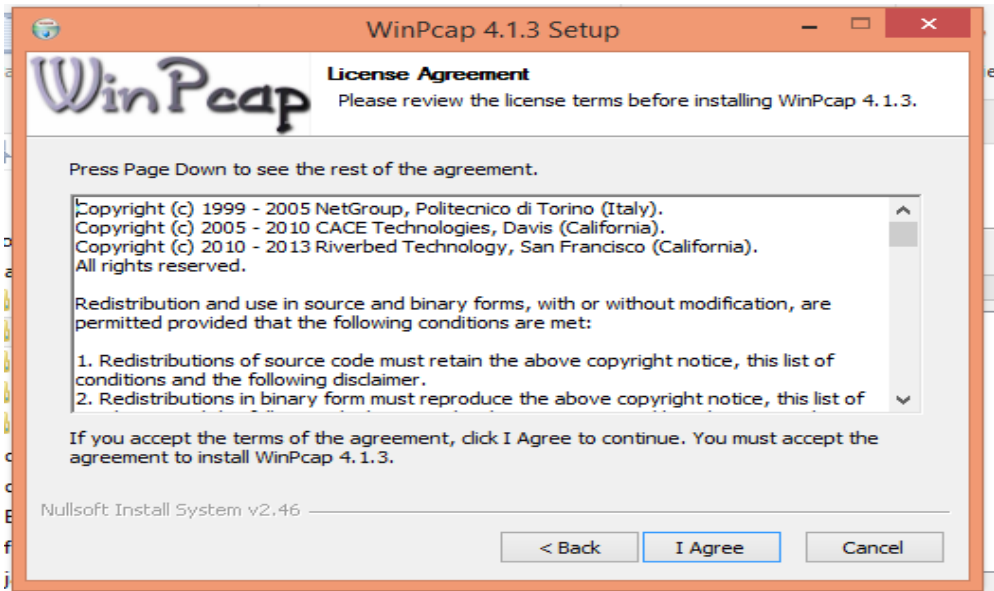 WinPcap 4.1.3 Setup
WinPcap
License Agreement
Please review the license terms before installing WinPcap 4.1.3.
Press Page Down to see the rest of the agreement.
Copyright (c) 1999 - 2005 NetGroup, Politecnico di Torino (Italy).
Copyright (c) 2005 - 2010 CACE Technologies, Davis (California).
Copyright (c) 2010 - 2013 Riverbed Technology, San Francisco (California).
All rights reserved.
Redistribution and use in source and binary forms, with or without modification, are
permitted provided that the following conditions are met:
1. Redistributions of source code must retain the above copyright notice, this list of
conditions and the following disclaimer.
2. Redistributions in binary form must reproduce the above copyright notice, this list of
If you accept the terms of the agreement, click I Agree to continue. You must accept the
agreement to install WinPcap 4.1.3.
Nullsoft Install System v2.46
< Back
I Agree
Cancel